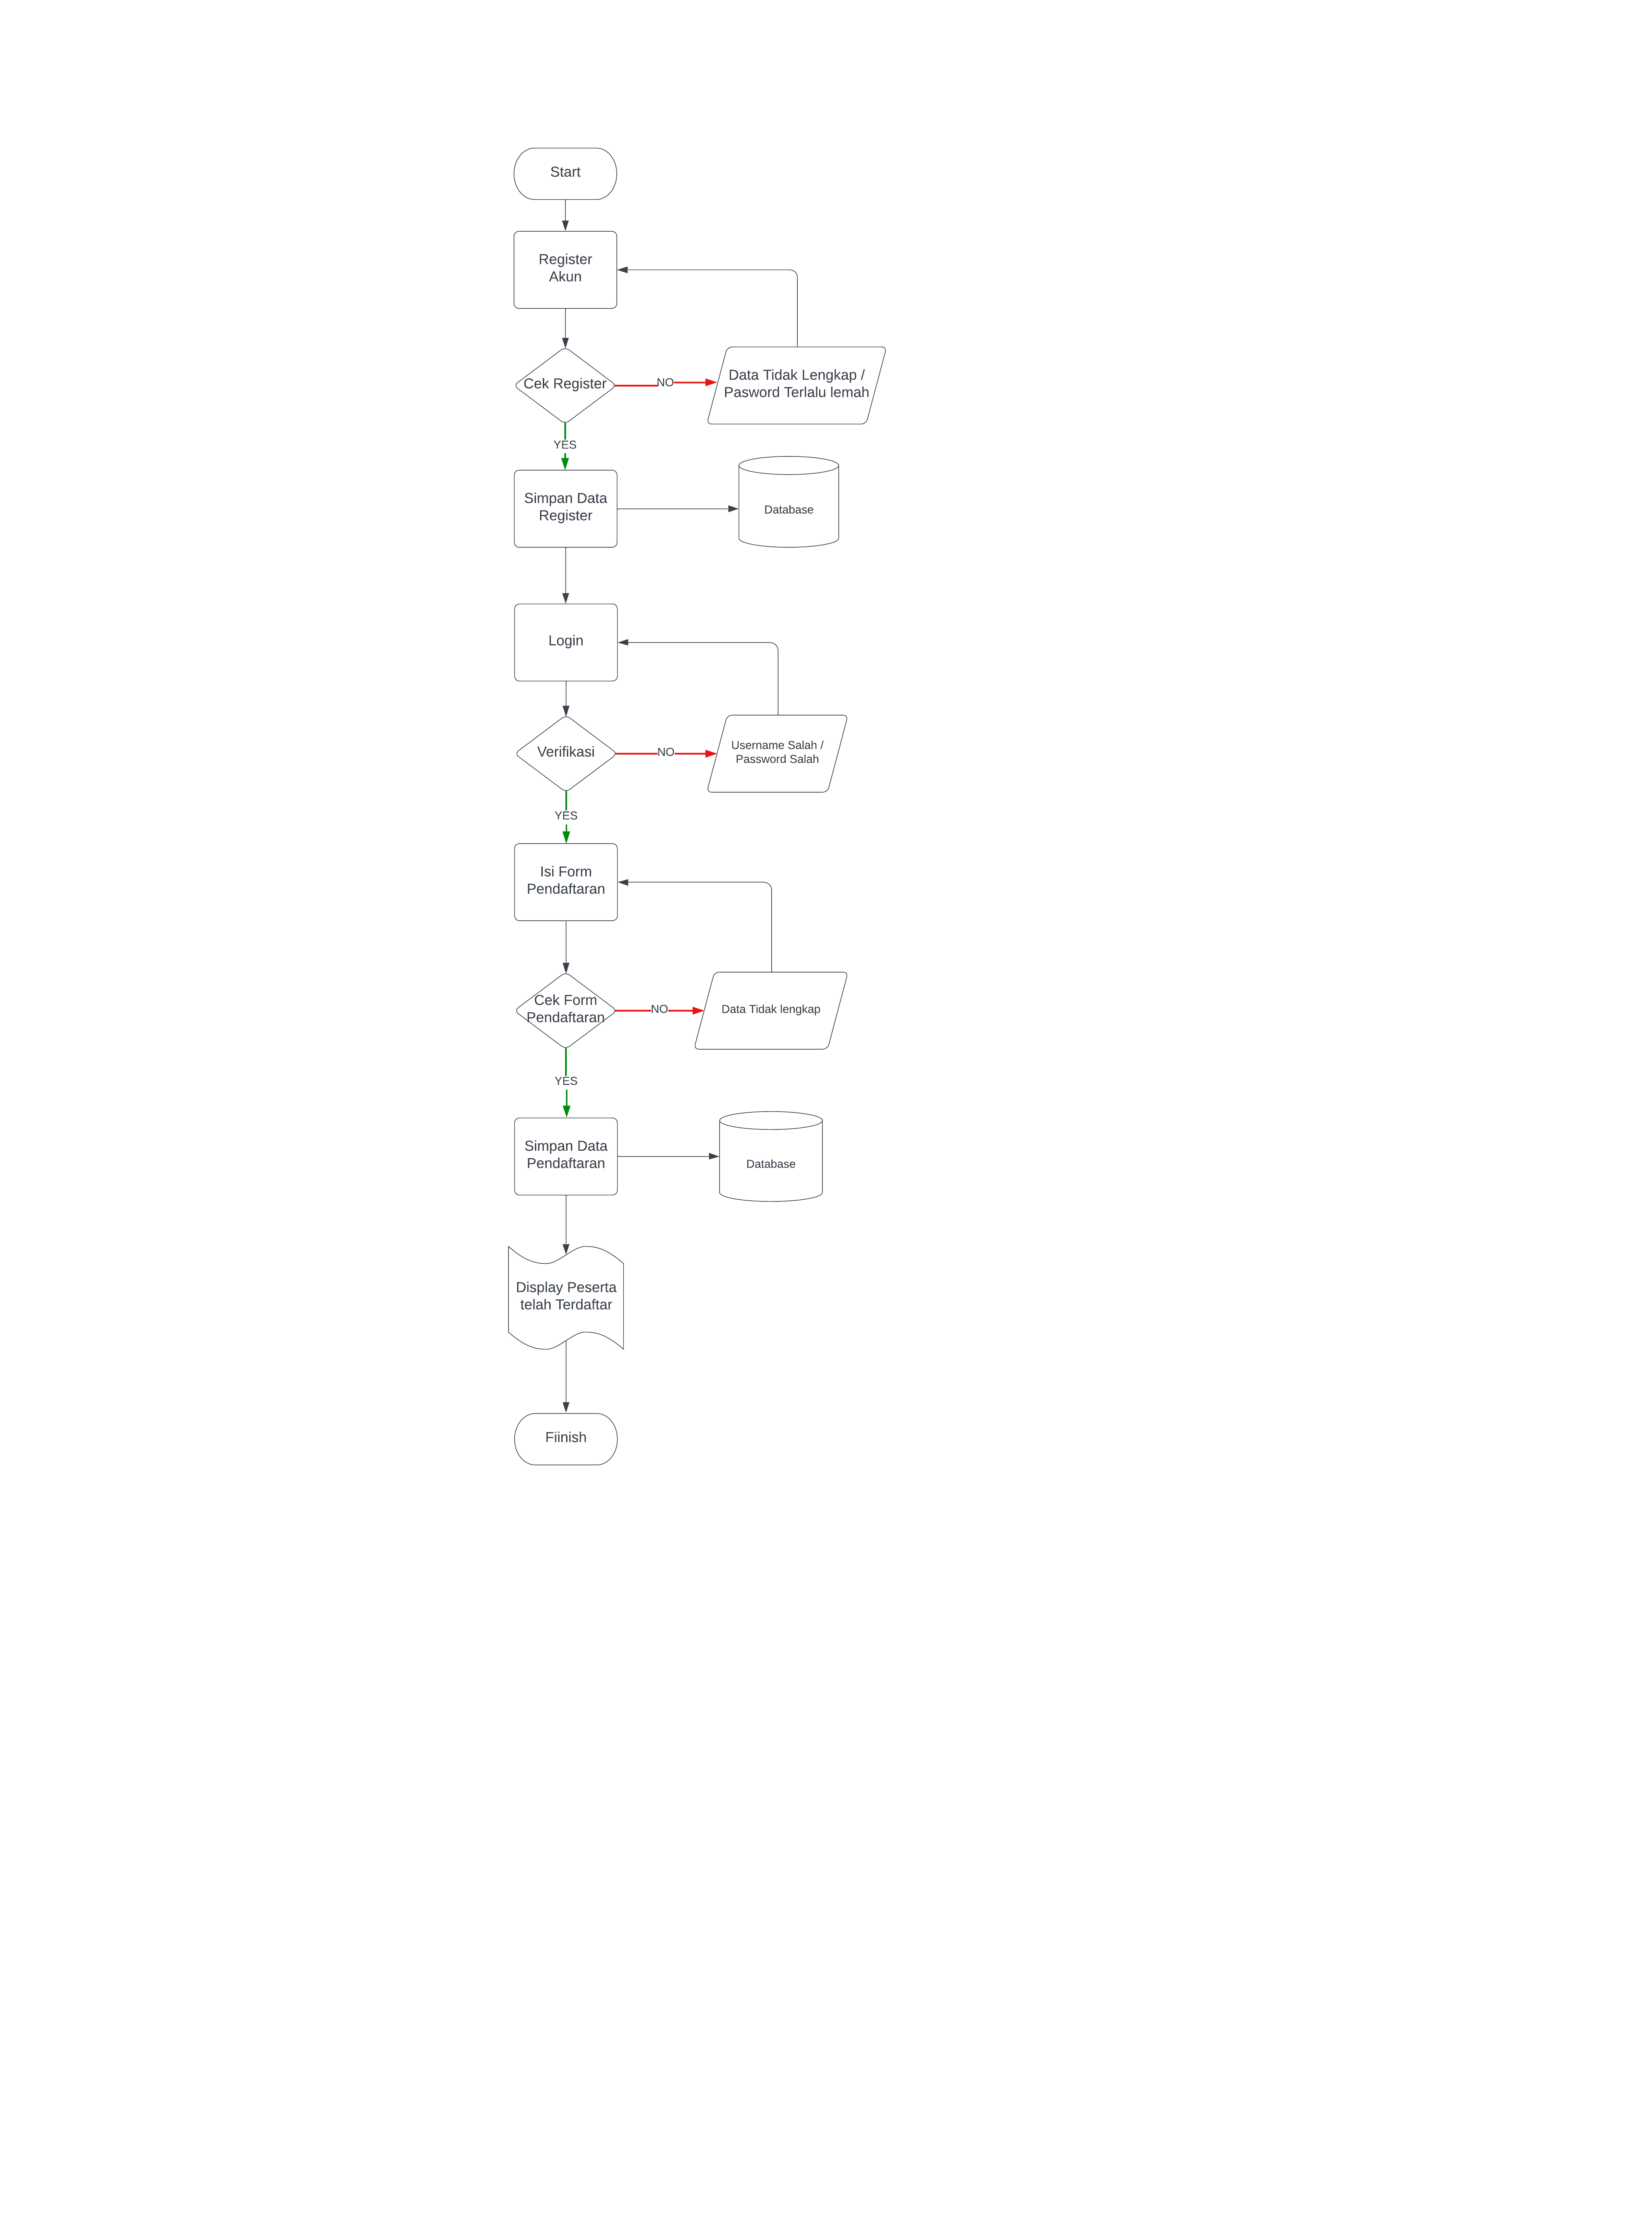 Start
Register
Akun
Cek Register
NO
Data Tidak Lengkap /
Pasword Terlalu lemah
YES
Simpan Data
Register
Database
Login
Verifikasi
NO
Username Salah /
Password Salah
YES
Isi Form
Pendaftaran
Cek Form
Pendaftaran
NO
Data Tidak lengkap
YES
Simpan Data
Pendaftaran
Database
Display Peserta
telah Terdaftar
Fiinish